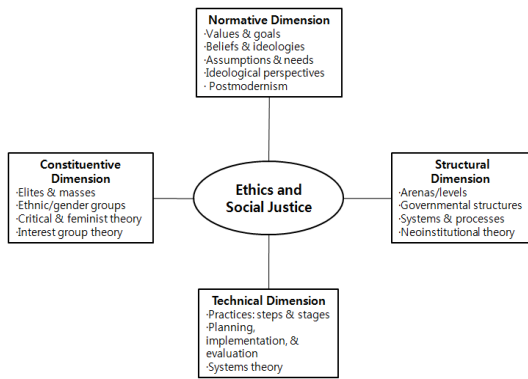 Normative Dimension
·Values & goals
·Beliefs & ideologies
·Assumptions & needs
·Ideological perspectives
· Postmodernism
Constituentive
Dimension
·Elites & masses
·Ethnic/gender groups
·Critical & feminist theory
·Interest group theory
Ethics and
Social Justice
Structural
Dimension
·Arenas/levels
·Governmental structures
·Systems & processes
·Neoinstitutional theory
Technical Dimension
·Practices: steps & stages
·Planning,
implementation, &
evaluation
·Systems theory